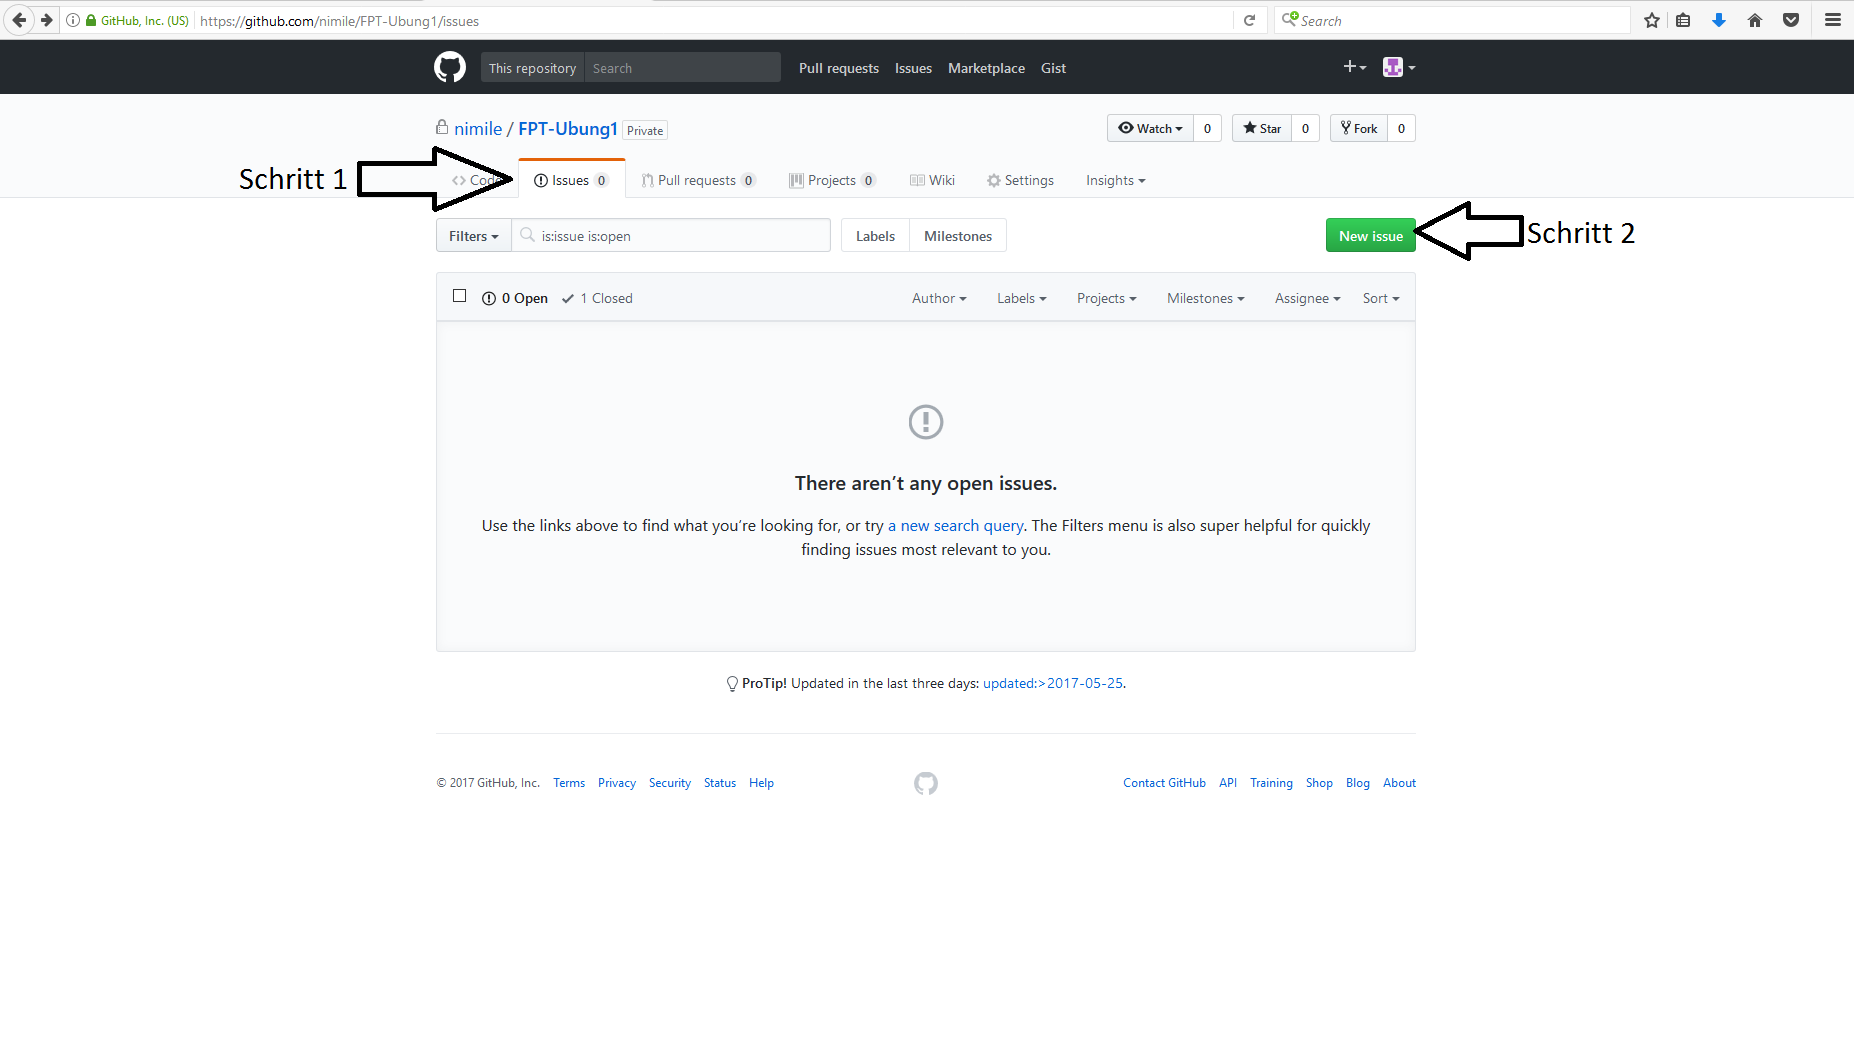 GitHub, Inc. (US) https://github.com/nimile/FPT-Ubung1/issues Search
This repository Search Pull requests Issues Marketplace Gist
nimile / FPT-Ubung1 Private Watch 0 Star 0 Fork 0
Schritt 1 Code Issues 0 Pull requests 0 Projects 0 Wiki Settings Insights
Filters is:issue is:open Labels Milestones New issue Schritt 2
0 Open 1 Closed Author Labels Projects Milestones Assignee Sort
There aren’t any open issues.
Use the links above to find what you’re looking for, or try a new search query. The Filters menu is also super helpful for quickly
finding issues most relevant to you.
ProTip! Updated in the last three days: updated:>2017-05-25.
© 2017 GitHub, Inc. Terms Privacy Security Status Help Contact GitHub API Training Shop Blog About